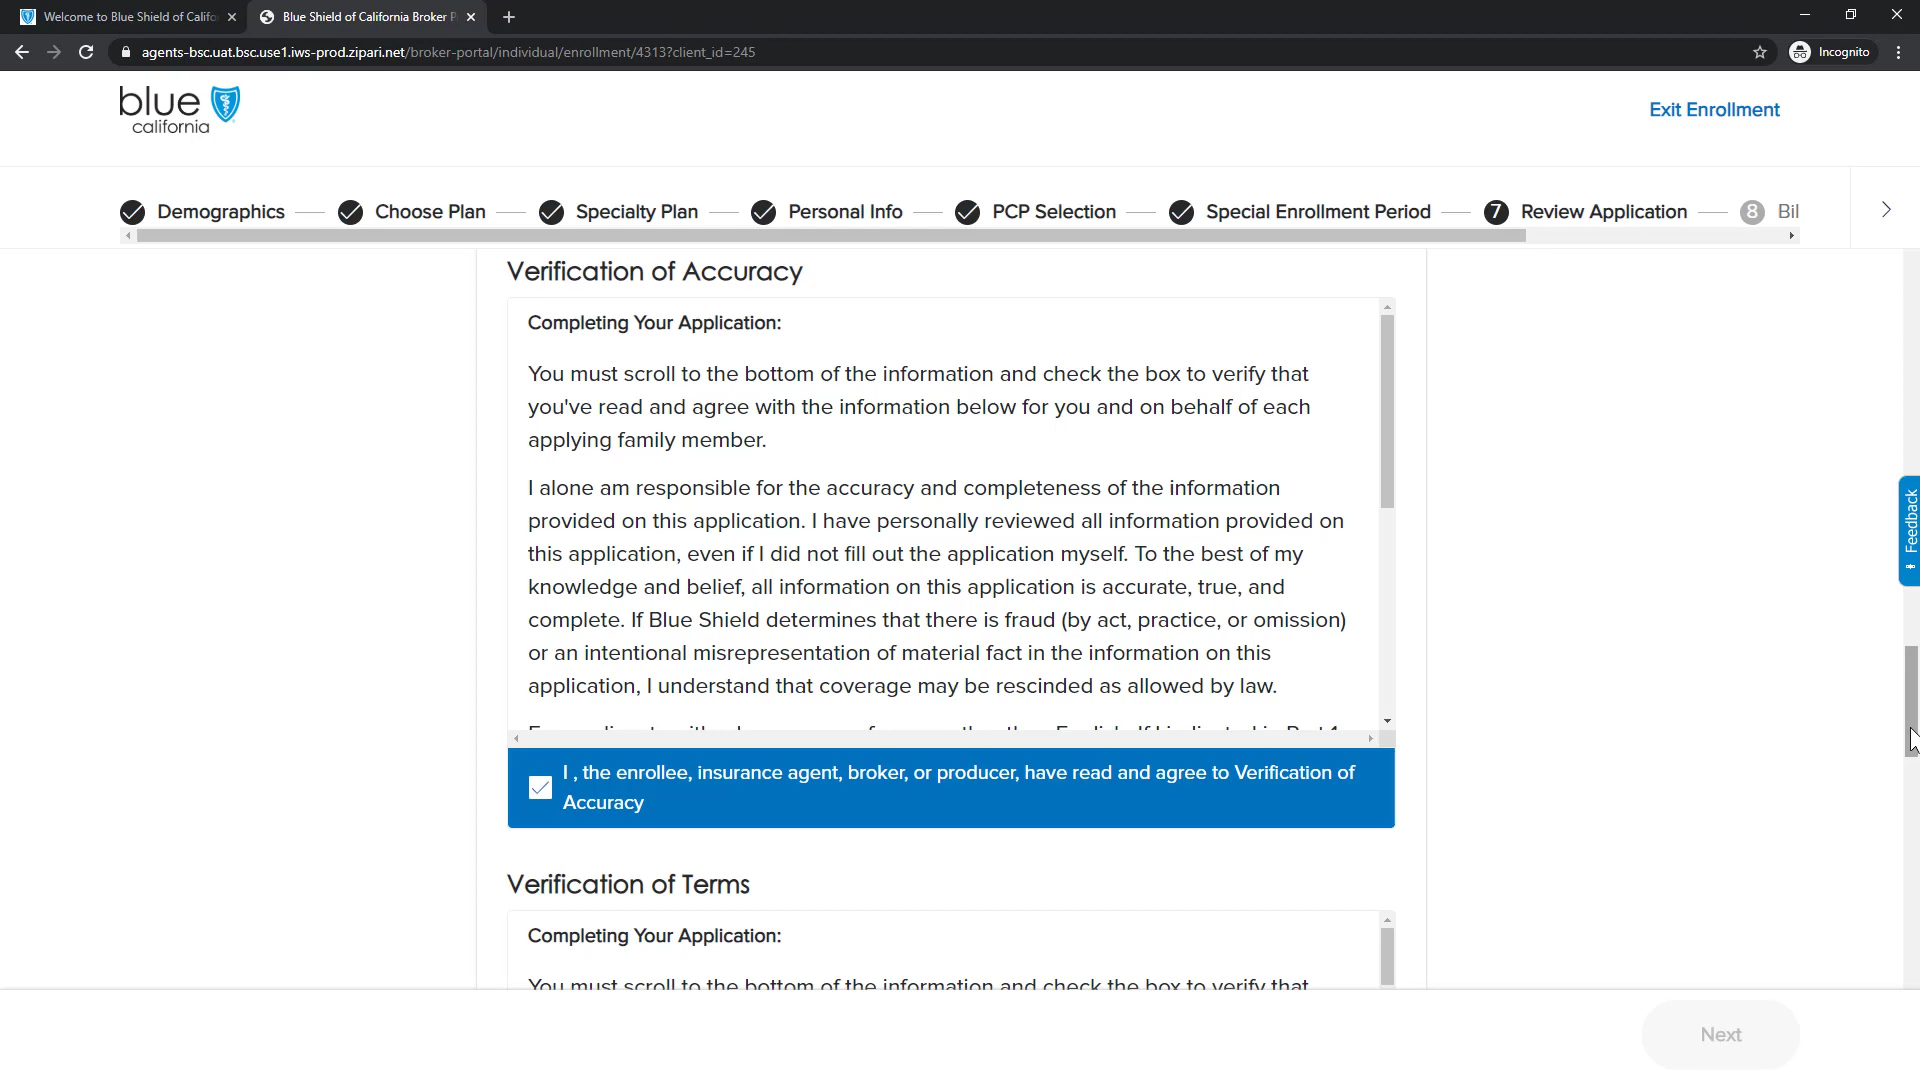 Welcome to Blue Shield of Califo
Blue Shield of California Broker P
agents-bsc.uat.bsc.use1.iws-prod.zipari.net/broker-portal/individual/enrollment/4313?client_id=245
Incognito
blue
california
Exit Enrollment
Demographics
Choose Plan
Specialty Plan
Personal Info
PCP Selection
Special Enrollment Period
7 Review Application
8 Bil
Verification of Accuracy
Completing Your Application:
You must scroll to the bottom of the information and check the box to verify that
you've read and agree with the information below for you and on behalf of each
applying family member.
I alone am responsible for the accuracy and completeness of the information
provided on this application. I have personally reviewed all information provided on
this application, even if I did not fill out the application myself. To the best of my
knowledge and belief, all information on this application is accurate, true, and
complete. If Blue Shield determines that there is fraud (by act, practice, or omission)
or an intentional misrepresentation of material fact in the information on this
application, I understand that coverage may be rescinded as allowed by law.
I , the enrollee, insurance agent, broker, or producer, have read and agree to Verification of
Accuracy
Verification of Terms
Completing Your Application:
You must scroll to the bottom of the information and check the box to verify that
Feedback
Next